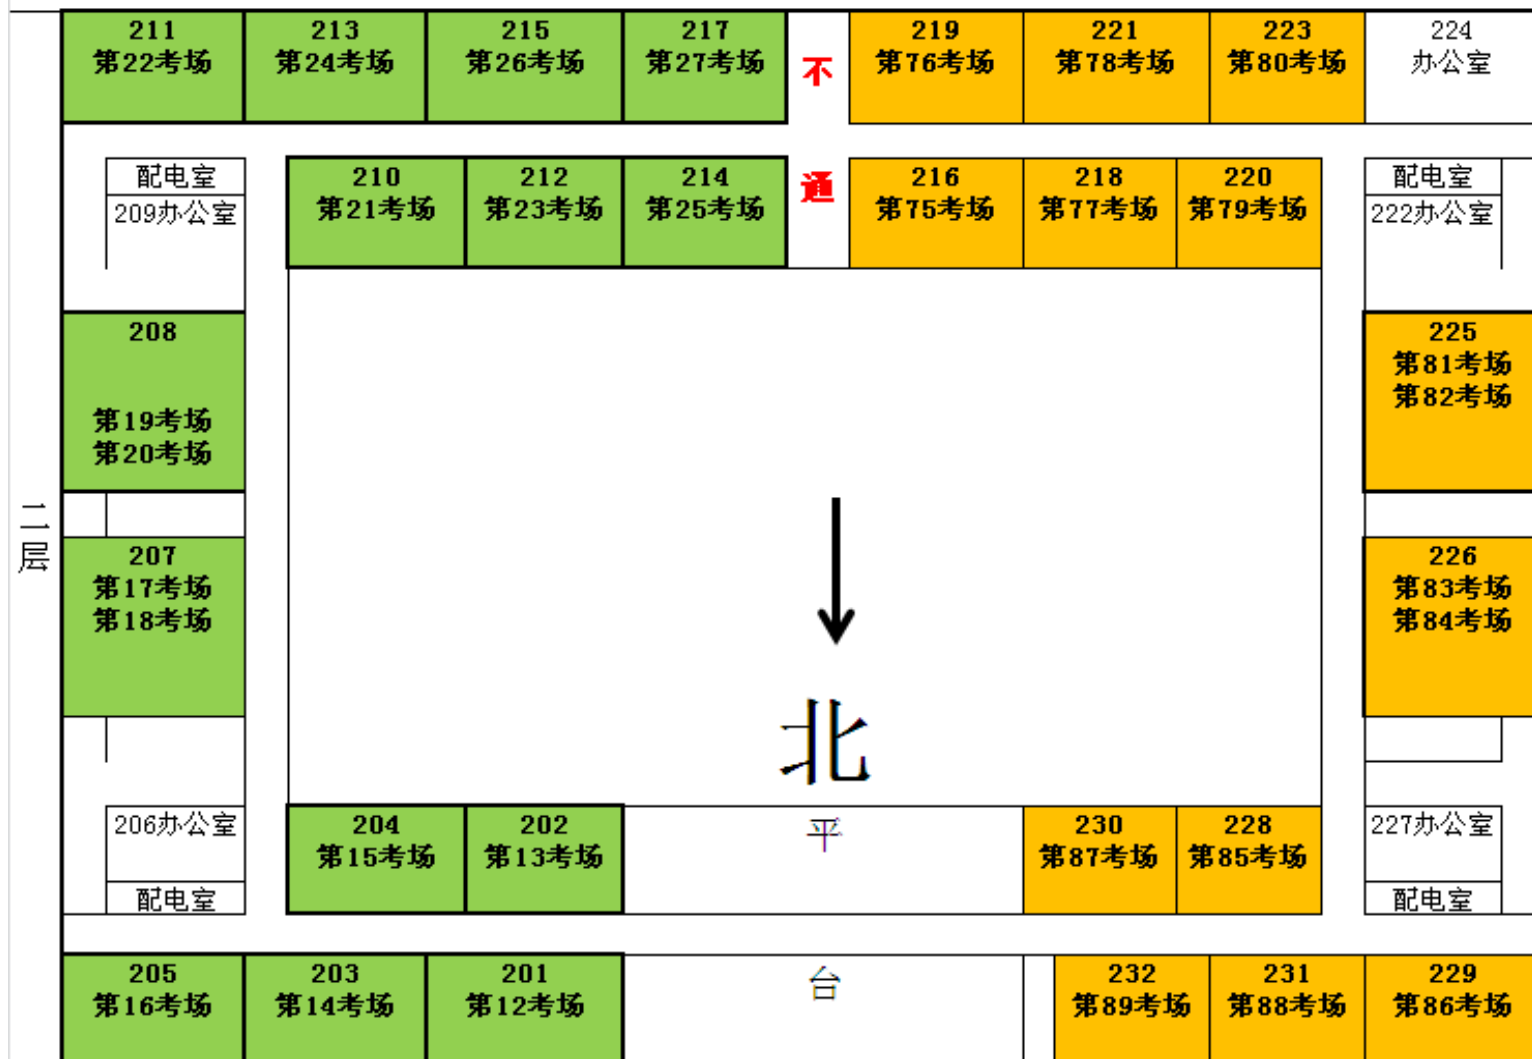 211
第22考场
213
第24考场
215
第26考场
217
第27考场
不
219
第76考场
221
第78考场
223
第80考场
224
办公室
配电室
209办公室
210
第21考场
212
第23考场
214
第25考场
通
216
第75考场
218
第77考场
220
第79考场
配电室
222办公室
208
第19考场
第20考场
225
第81考场
第82考场
二层
207
第17考场
第18考场
226
第83考场
第84考场
北
206办公室
配电室
204
第15考场
202
第13考场
平
230
第87考场
228
第85考场
227办公室
配电室
205
第16考场
203
第14考场
201
第12考场
台
232
第89考场
231
第88考场
229
第86考场